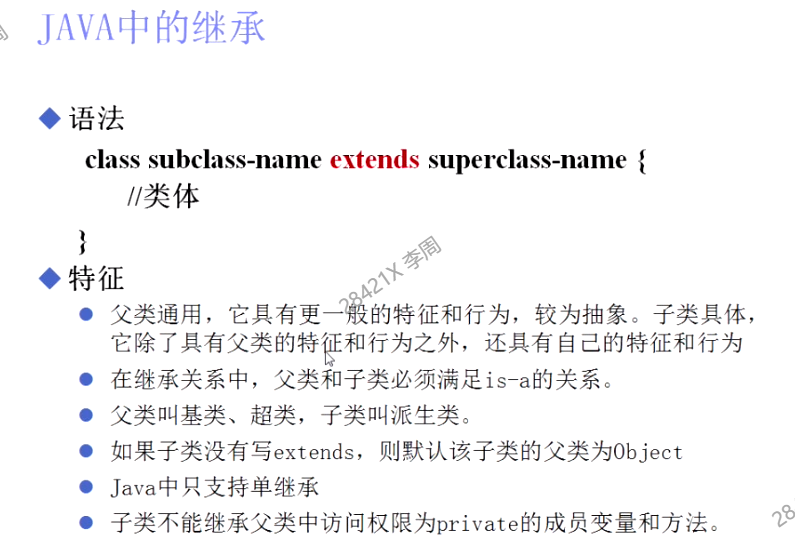 JAVA中的继承
语法
class subclass-name extends superclass-name {
//类体
}
特征
28421X 李周
父类通用，它具有更一般的特征和行为，较为抽象。子类具体，
它除了具有父类的特征和行为之外，还具有自己的特征和行为
在继承关系中，父类和子类必须满足is-a的关系。
父类叫基类、超类，子类叫派生类。
如果子类没有写extends，则默认该子类的父类为Object
Java中只支持单继承
子类不能继承父类中访问权限为private的成员变量和方法。
28